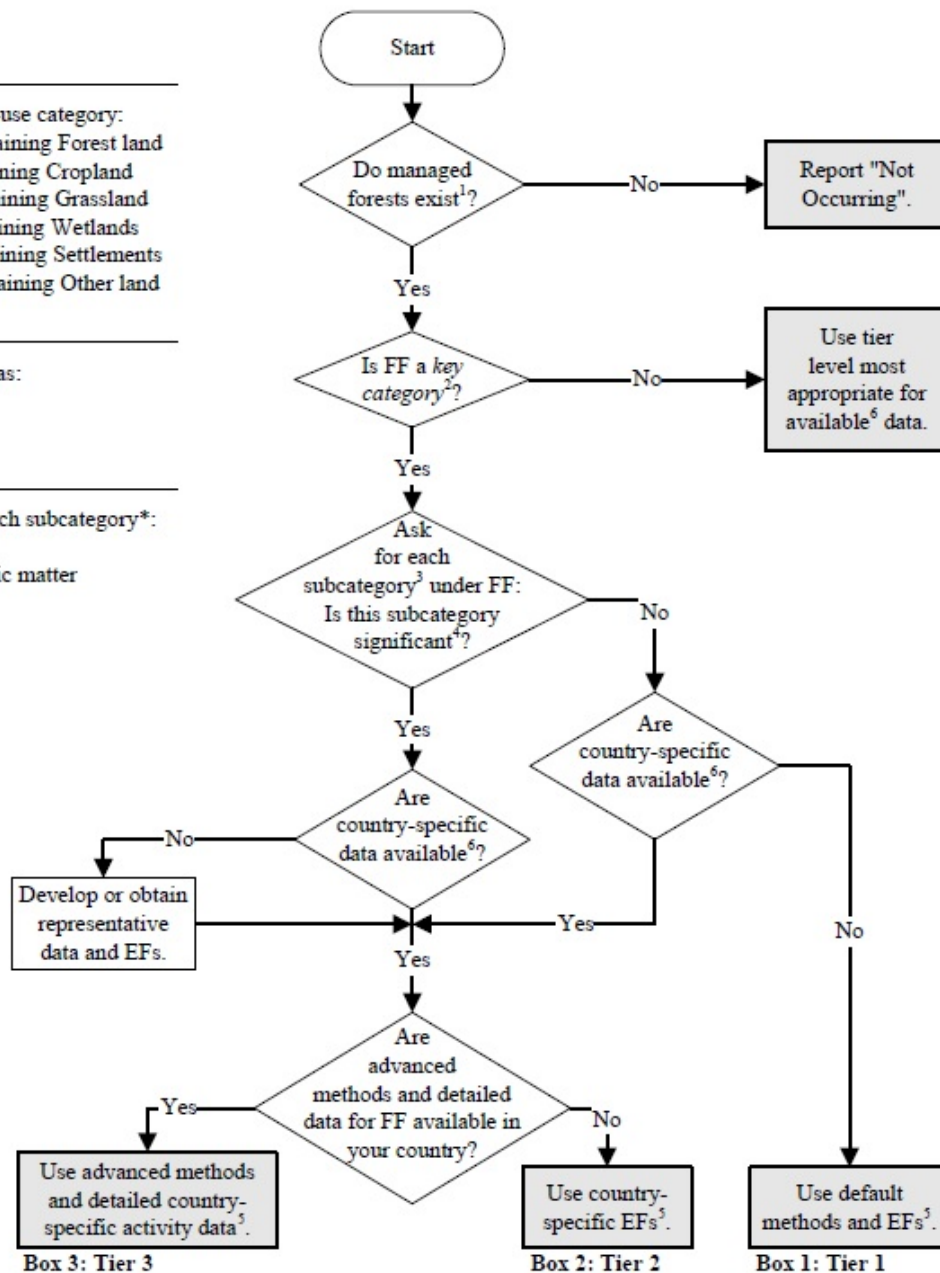 Start
use category:
aining Forest land
ning Cropland
ining Grassland
ining Wetlands
ining Settlements
aining Other land
Do managed
forests exist¹?
No
Report "Not
Occurring".
Yes
as:
Is FF a key
category²?
No
Use tier
level most
appropriate for
available⁶ data.
Yes
ch subcategory*:
ic matter
Ask
for each
subcategory³ under FF:
Is this subcategory
significant⁴?
No
Yes
Are
country-specific
data available⁶?
Are
country-specific
data available⁶?
No
Develop or obtain
representative
data and EFs.
Yes
No
Yes
Are
advanced
methods and detailed
data for FF available in
your country?
Yes
No
Use advanced methods
and detailed country-
specific activity data⁵.
Use country-
specific EFs⁵.
Use default
methods and EFs⁵.
Box 3: Tier 3
Box 2: Tier 2
Box 1: Tier 1